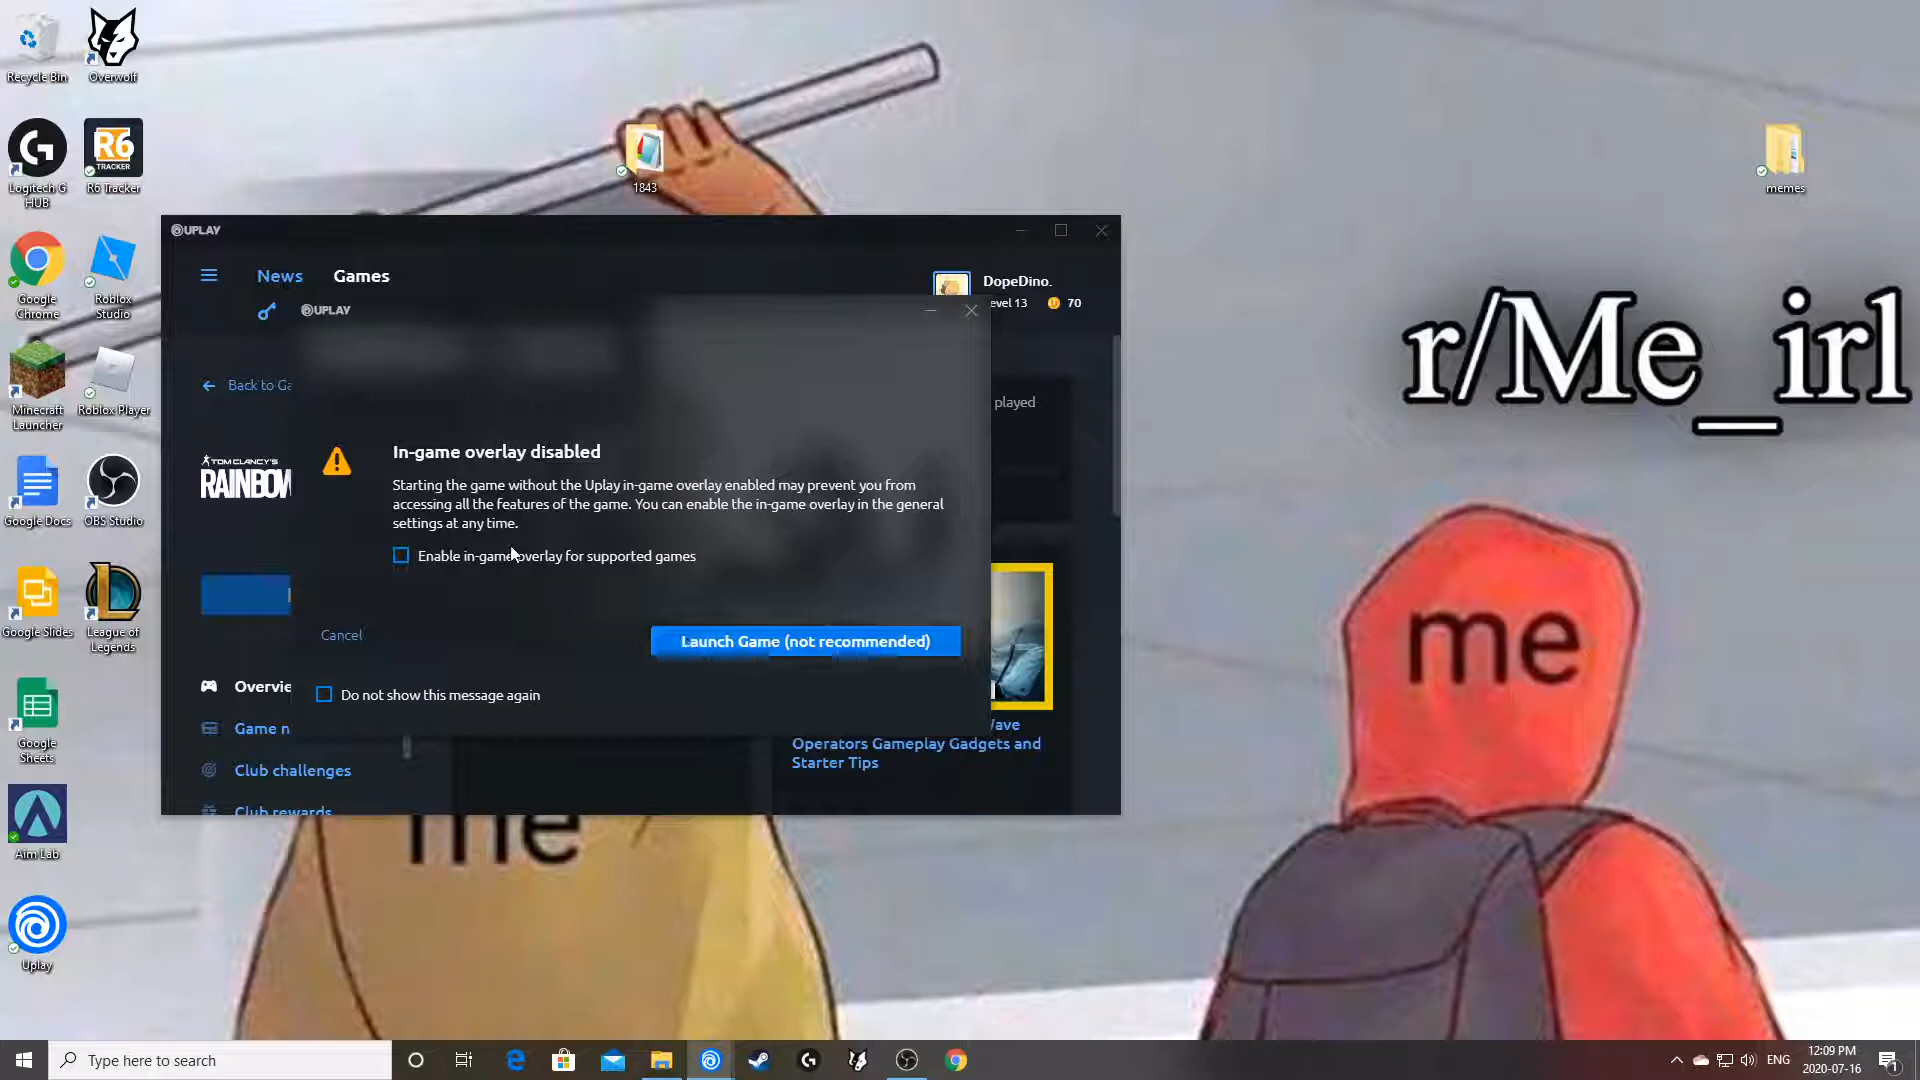 Recycle Bin
Overwolf
Logitech G HUB
R6
TRACKER
R6 Tracker
Google Chrome
Roblox Studio
Minecraft Launcher
Roblox Player
Google Docs
OBS Studio
Google Slides
League of Legends
Google Sheets
Aim Lab
Uplay
1843
memes
r/Me_irl
me
me
UPLAY
News
Games
DopeDino.
evel 13
70
UPLAY
Back to Ga
played
TOM CLANCY'S
RAINBOW
In-game overlay disabled
Starting the game without the Uplay in-game overlay enabled may prevent you from
accessing all the features of the game. You can enable the in-game overlay in the general
settings at any time.
Enable in-game overlay for supported games
Cancel
Launch Game (not recommended)
Do not show this message again
Overvie
Game n
Club challenges
Club rewards
Wave
Operators Gameplay Gadgets and
Starter Tips
Type here to search
ENG
12:09 PM
2020-07-16
1